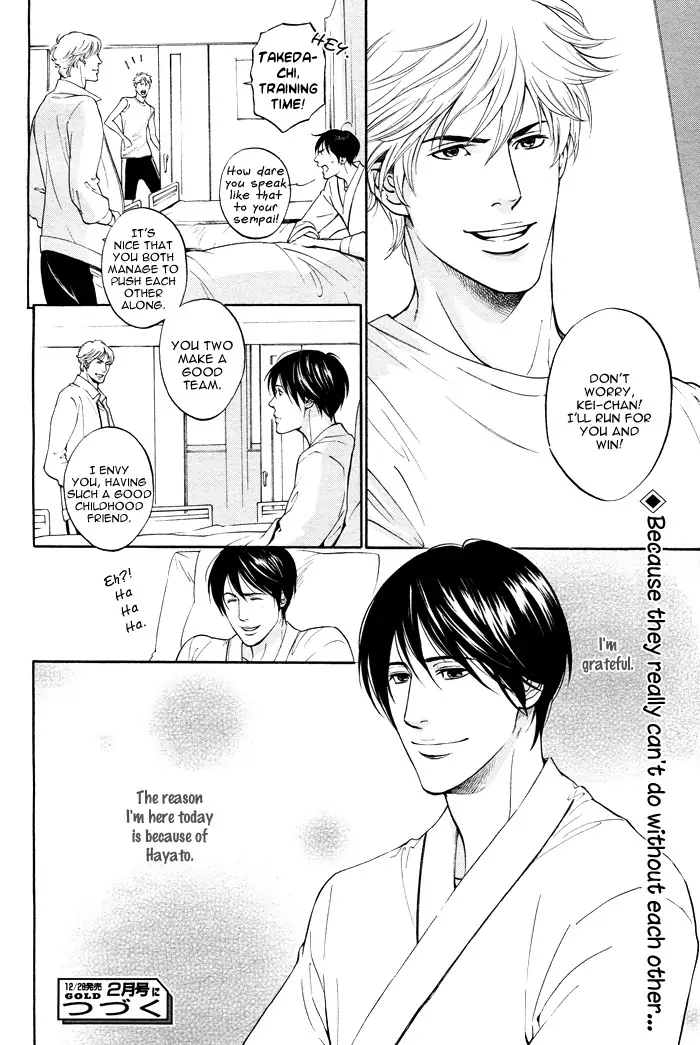 DON'T
WORRY,
KEI-CHAN!
I'LL RUN FOR
YOU AND
WIN!
HEY.
TAKEDA-
CHI,
TRAINING
TIME!
How dare
you speak
like that
to your
sempai!
IT'S
NICE THAT
YOU BOTH
MANAGE TO
PUSH EACH
OTHER
ALONG.
YOU TWO
MAKE A
GOOD
TEAM.
I ENVY
YOU, HAVING
SUCH A GOOD
CHILDHOOD
FRIEND.
Eh?!
Ha
Ha
Ha.
I'm
grateful.
The reason
I'm here today
is because of
Hayato.
◆Because they really can't do without each other...
12/28発売
GOLD 2月号に
つづく